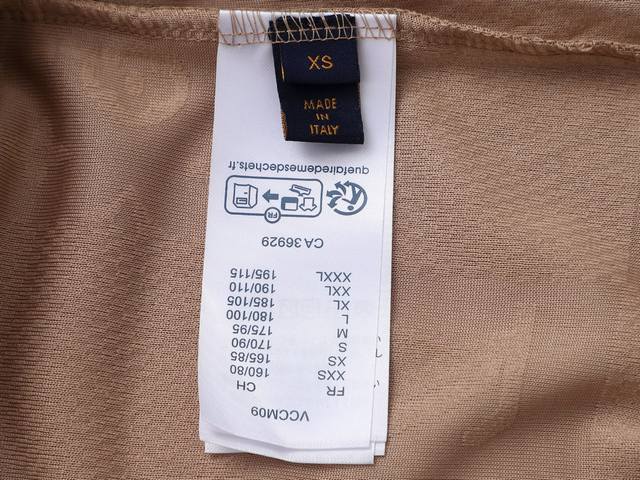 XS
MADE
IN
ITALY
VCCM09
FR CH
XXS 160/80
XS 165/85
S 170/90
M 175/95
L 180/100
XL 185/105
XXL 190/110
XXXL 195/115
CA 36929
FR
quefairedemesdechets.fr